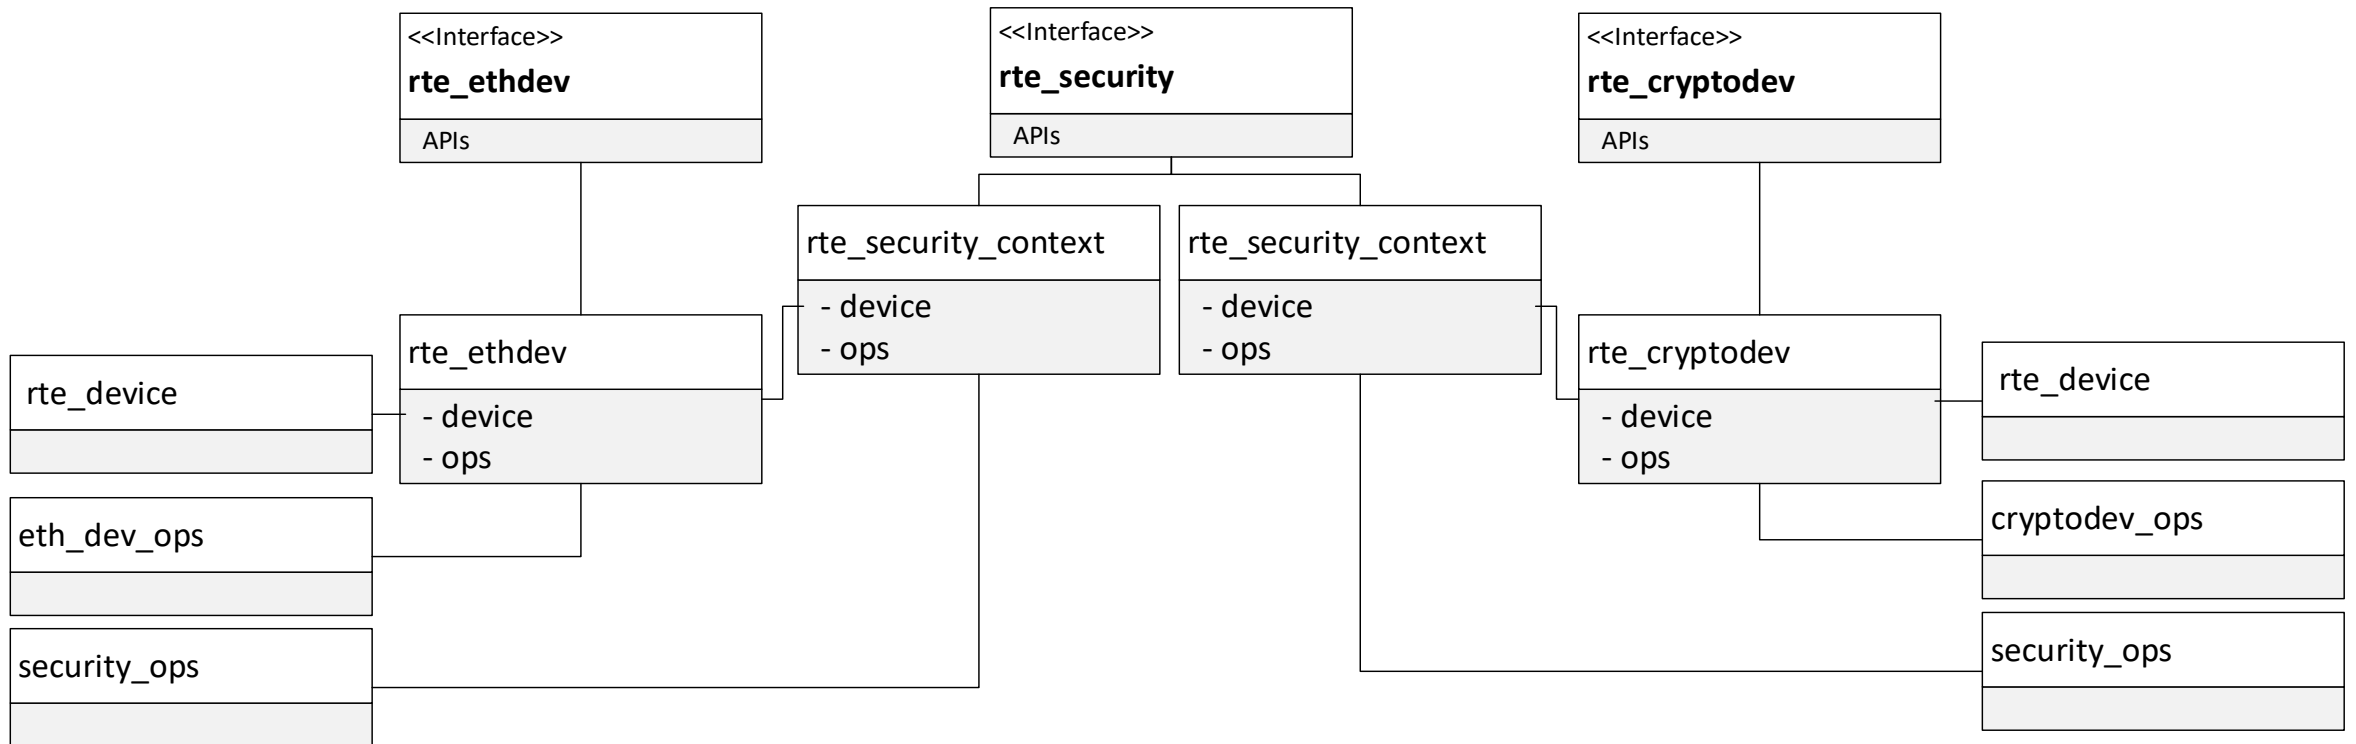 <<Interface>>
rte_ethdev
APIs
<<Interface>>
rte_security
APIs
<<Interface>>
rte_cryptodev
APIs
rte_security_context
- device
- ops
rte_security_context
- device
- ops
rte_device
rte_ethdev
- device
- ops
rte_cryptodev
- device
- ops
rte_device
eth_dev_ops
cryptodev_ops
security_ops
security_ops